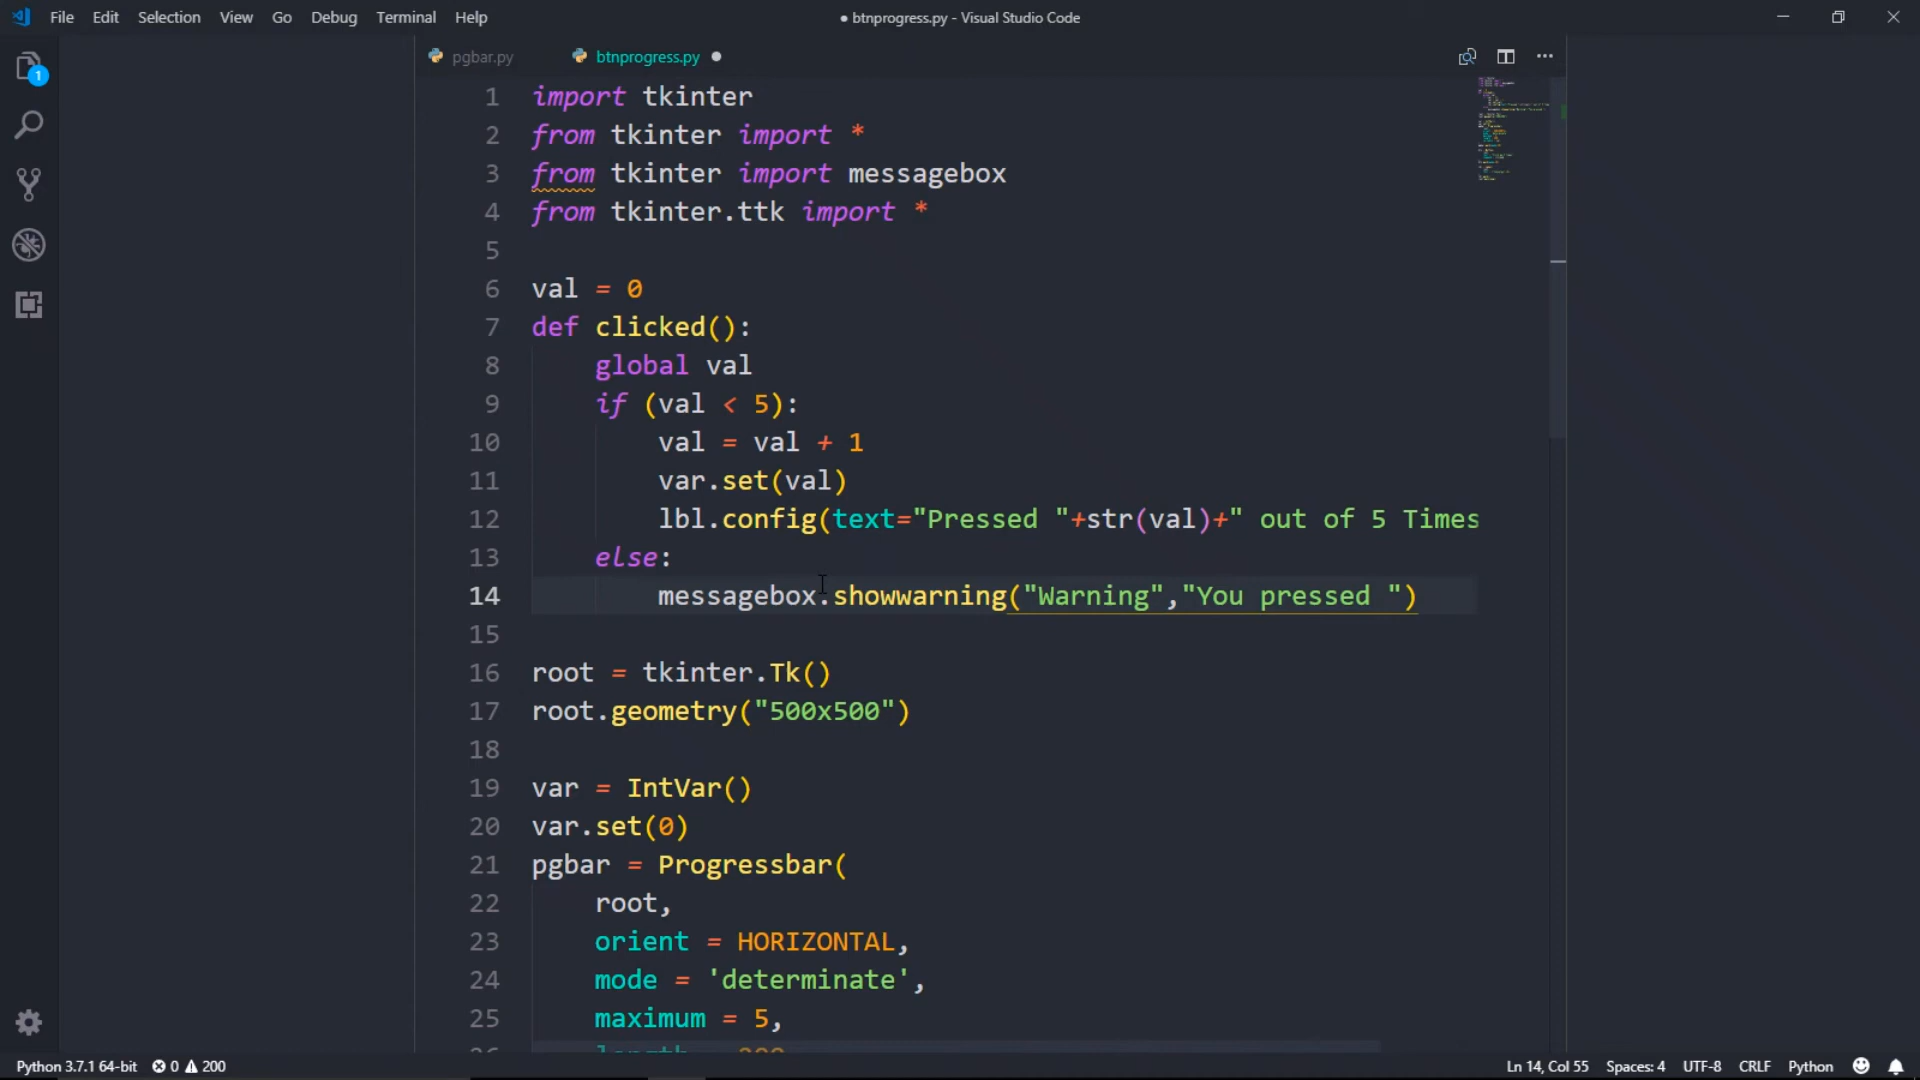 File Edit Selection View Go Debug Terminal Help
● btnprogress.py - Visual Studio Code
1
pgbar.py
btnprogress.py
1 import tkinter
2 from tkinter import *
3 from tkinter import messagebox
4 from tkinter.ttk import *
5
6 val = 0
7 def clicked():
8 global val
9 if (val < 5):
10 val = val + 1
11 var.set(val)
12 lbl.config(text="Pressed "+str(val)+" out of 5 Times
13 else:
14 messagebox.showwarning("Warning","You pressed ")
15
16 root = tkinter.Tk()
17 root.geometry("500x500")
18
19 var = IntVar()
20 var.set(0)
21 pgbar = Progressbar(
22 root,
23 orient = HORIZONTAL,
24 mode = 'determinate',
25 maximum = 5,
Python 3.7.1 64-bit 0 200 Ln 14, Col 55 Spaces: 4 UTF-8 CRLF Python